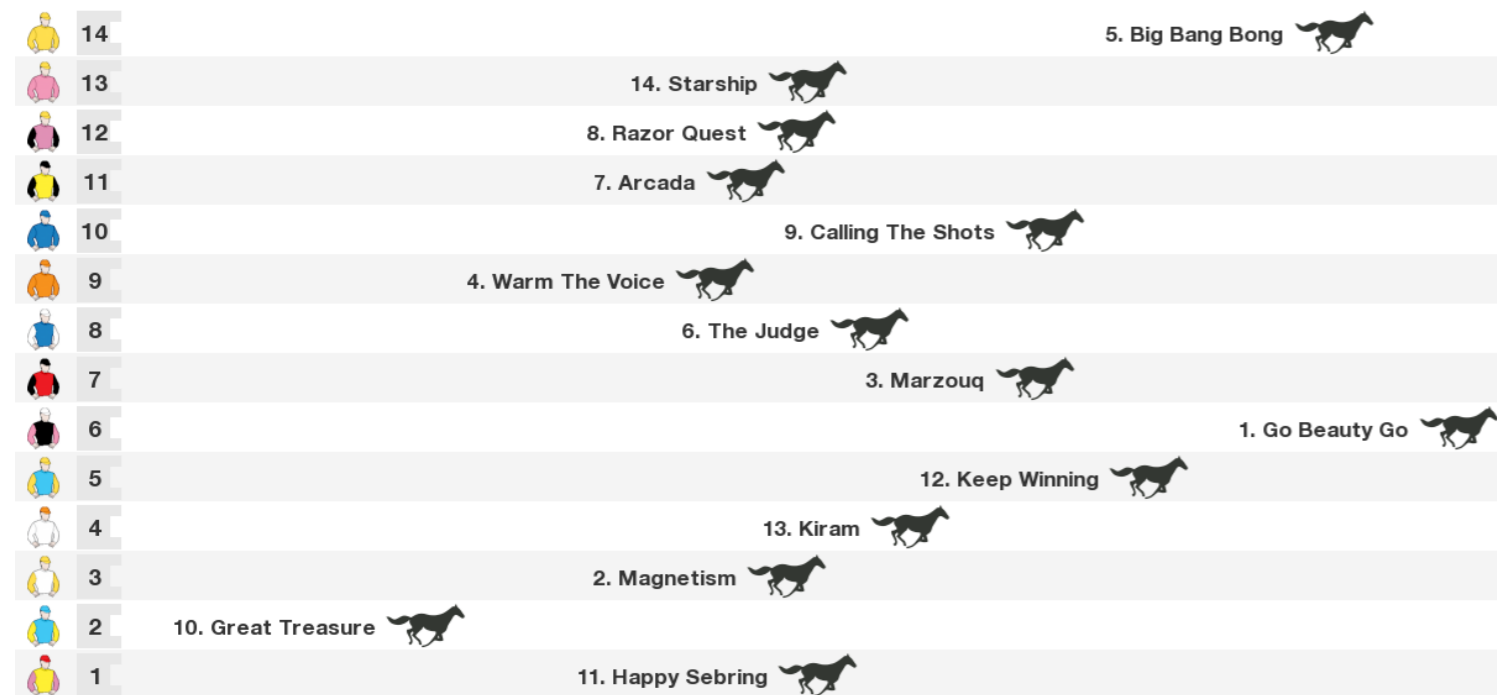 14 5. Big Bang Bong
13 14. Starship
12 8. Razor Quest
11 7. Arcada
10 9. Calling The Shots
9 4. Warm The Voice
8 6. The Judge
7 3. Marzouq
6 1. Go Beauty Go
5 12. Keep Winning
4 13. Kiram
3 2. Magnetism
2 10. Great Treasure
1 11. Happy Sebring